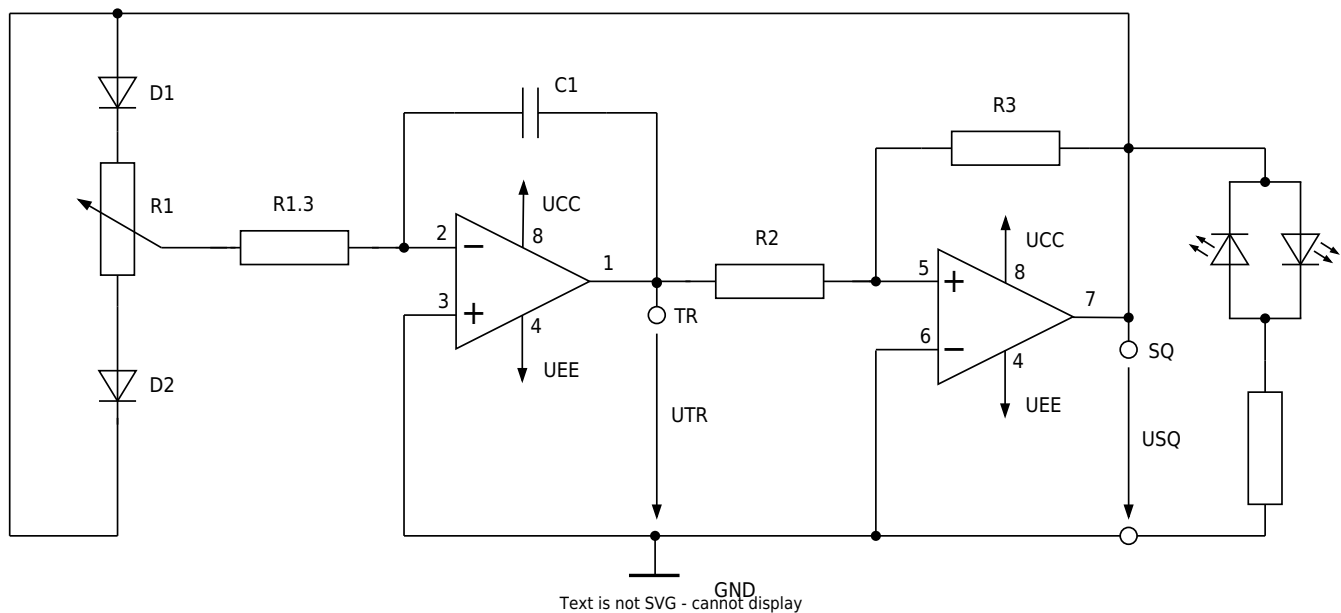 C1
D1
R3
R1
R1.3
UCC
2
8
−
R2
UCC
1
5
8
3
+
+
7
TR
4
6
−
SQ
UEE
4
D2
UTR
UEE
USQ
GND
Text is not SVG - cannot display